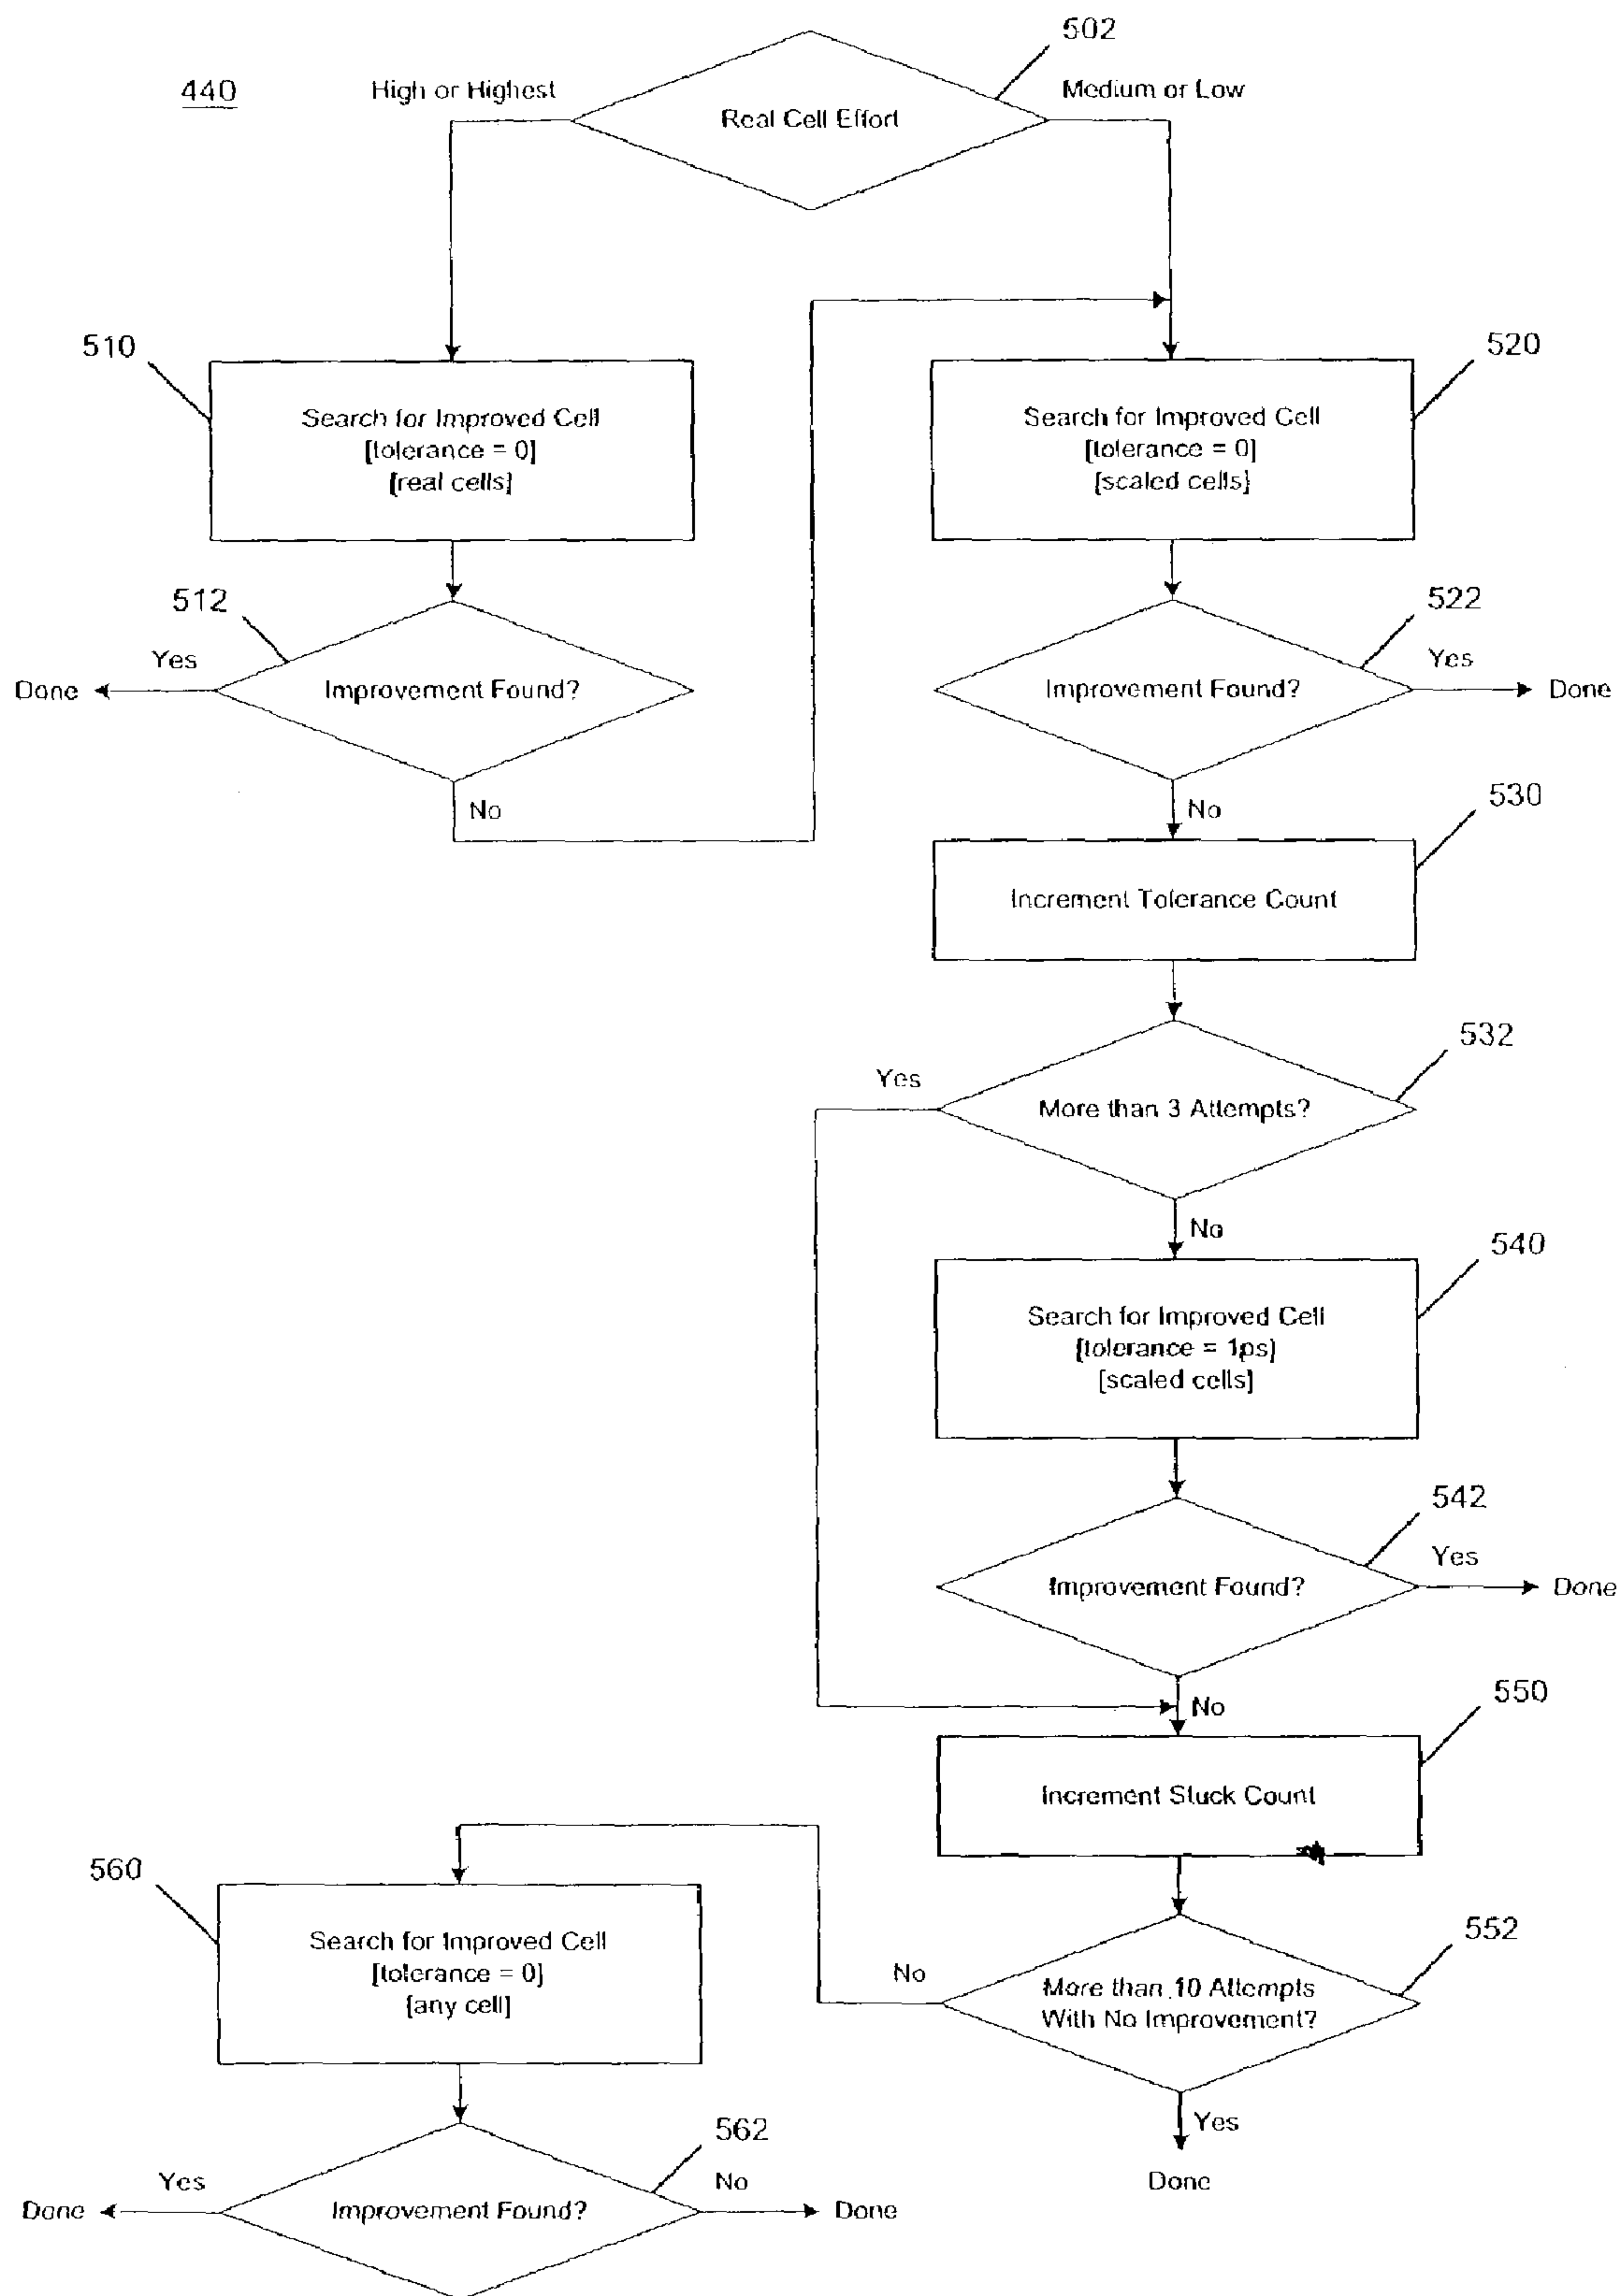 502
440
High or Highest
Medium or Low
Real Cell Effort
510
520
Search for Improved Cell
[tolerance = 0]
[real cells]
Search for Improved Cell
[tolerance = 0]
[scaled cells]
512
522
Yes
Yes
Done
Improvement Found?
Improvement Found?
Done
No
No
530
Increment Tolerance Count
532
Yes
More than 3 Attempts?
No
540
Search for Improved Cell
[tolerance = 1ps]
[scaled cells]
542
Yes
Improvement Found?
Done
No
550
Increment Stuck Count
560
552
Search for Improved Cell
[tolerance = 0]
[any cell]
No
More than 10 Attempts
With No Improvement?
562
Yes
Yes
No
Done
Done
Improvement Found?
Done